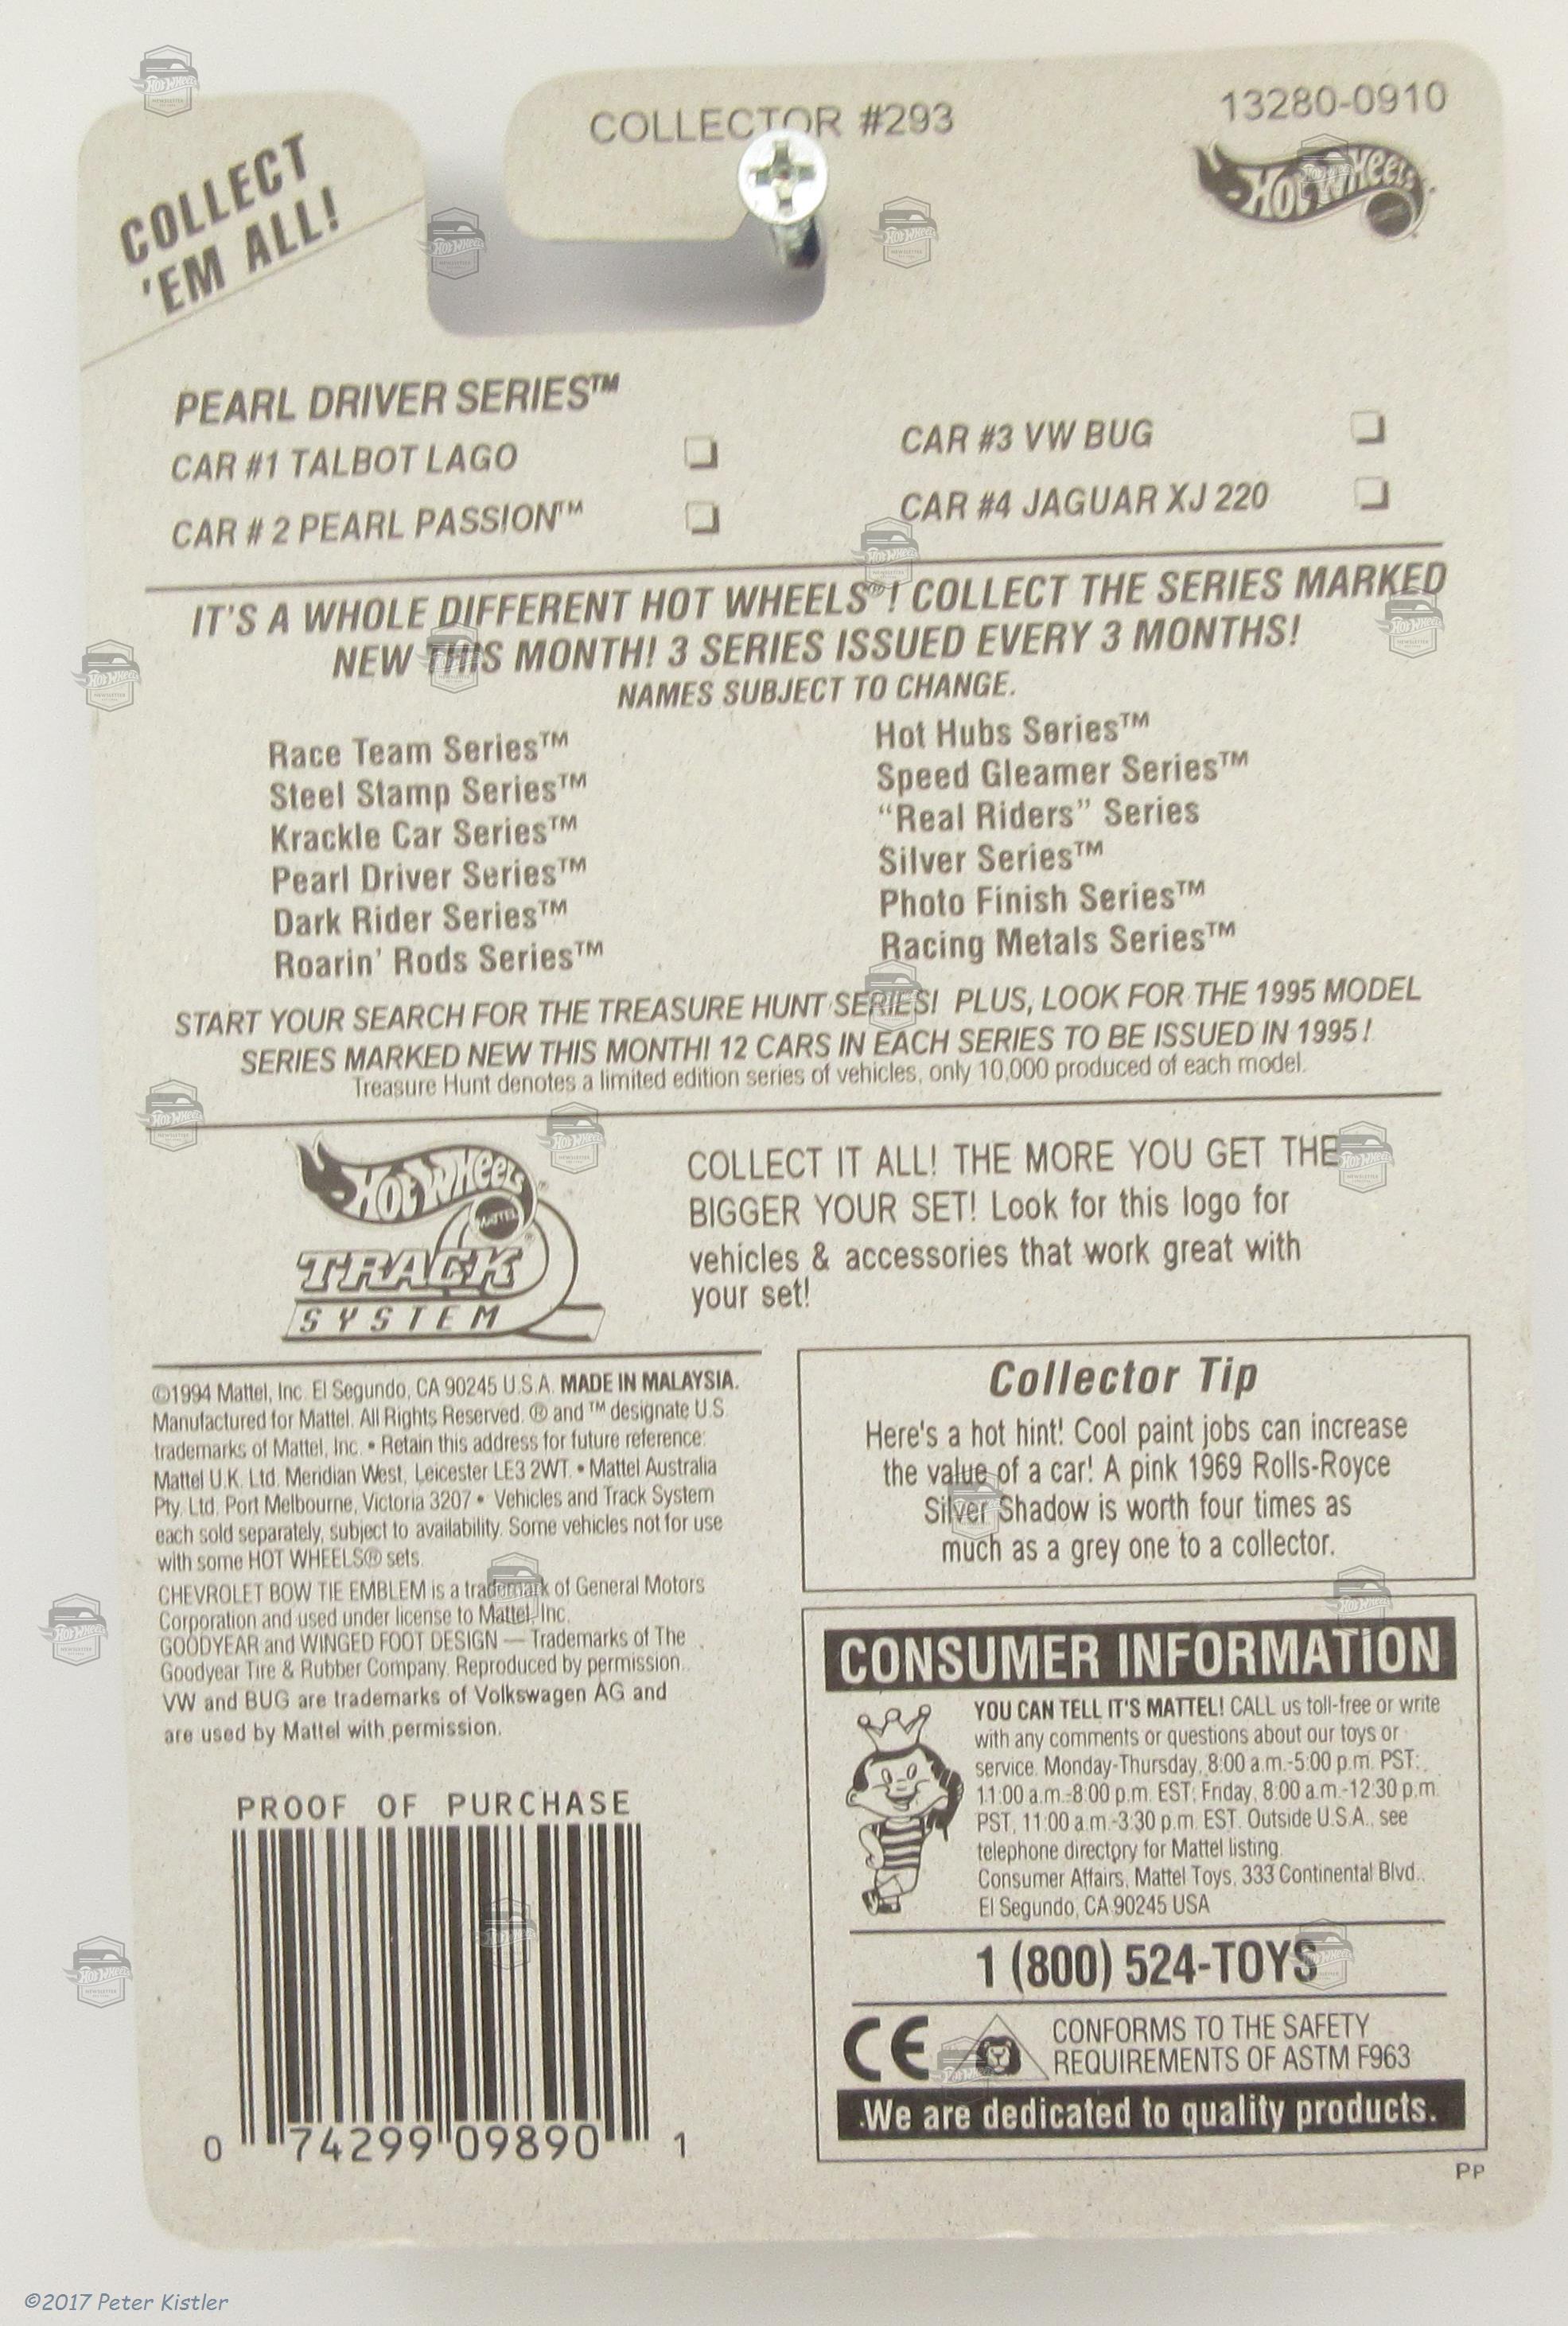 COLLECT
'EM ALL!
COLLECTOR #293
13280-0910
HOT WHEELS
PEARL DRIVER SERIES™
CAR #1 TALBOT LAGO ❏
CAR # 2 PEARL PASSION™ ❏
CAR #3 VW BUG ❏
CAR #4 JAGUAR XJ 220 ❏
IT'S A WHOLE DIFFERENT HOT WHEELS®! COLLECT THE SERIES MARKED
NEW THIS MONTH! 3 SERIES ISSUED EVERY 3 MONTHS!
NAMES SUBJECT TO CHANGE.
Race Team Series™
Steel Stamp Series™
Krackle Car Series™
Pearl Driver Series™
Dark Rider Series™
Roarin' Rods Series™
Hot Hubs Series™
Speed Gleamer Series™
“Real Riders” Series
Silver Series™
Photo Finish Series™
Racing Metals Series™
START YOUR SEARCH FOR THE TREASURE HUNT SERIES! PLUS, LOOK FOR THE 1995 MODEL
SERIES MARKED NEW THIS MONTH! 12 CARS IN EACH SERIES TO BE ISSUED IN 1995!
Treasure Hunt denotes a limited edition series of vehicles, only 10,000 produced of each model.
HOT WHEELS®
MATTEL
TRACK®
SYSTEM
COLLECT IT ALL! THE MORE YOU GET THE
BIGGER YOUR SET! Look for this logo for
vehicles & accessories that work great with
your set!
©1994 Mattel, Inc. El Segundo, CA 90245 U.S.A. MADE IN MALAYSIA.
Manufactured for Mattel. All Rights Reserved. ® and ™ designate U.S.
trademarks of Mattel, Inc. • Retain this address for future reference:
Mattel U.K. Ltd. Meridian West, Leicester LE3 2WT. • Mattel Australia
Pty. Ltd. Port Melbourne, Victoria 3207 • Vehicles and Track System
each sold separately, subject to availability. Some vehicles not for use
with some HOT WHEELS® sets.
CHEVROLET BOW TIE EMBLEM is a trademark of General Motors
Corporation and used under license to Mattel, Inc.
GOODYEAR and WINGED FOOT DESIGN — Trademarks of The
Goodyear Tire & Rubber Company. Reproduced by permission.
VW and BUG are trademarks of Volkswagen AG and
are used by Mattel with permission.
Collector Tip
Here's a hot hint! Cool paint jobs can increase
the value of a car! A pink 1969 Rolls-Royce
Silver Shadow is worth four times as
much as a grey one to a collector.
CONSUMER INFORMATION
YOU CAN TELL IT'S MATTEL! CALL us toll-free or write
with any comments or questions about our toys or
service. Monday-Thursday, 8:00 a.m.-5:00 p.m. PST;
11:00 a.m.-8:00 p.m. EST; Friday, 8:00 a.m.-12:30 p.m.
PST, 11:00 a.m.-3:30 p.m. EST. Outside U.S.A., see
telephone directory for Mattel listing.
Consumer Affairs, Mattel Toys, 333 Continental Blvd.,
El Segundo, CA 90245 USA
1 (800) 524-TOYS
CE
CONFORMS TO THE SAFETY
REQUIREMENTS OF ASTM F963
We are dedicated to quality products.
PP
PROOF OF PURCHASE
0 74299 09890 1
©2017 Peter Kistler